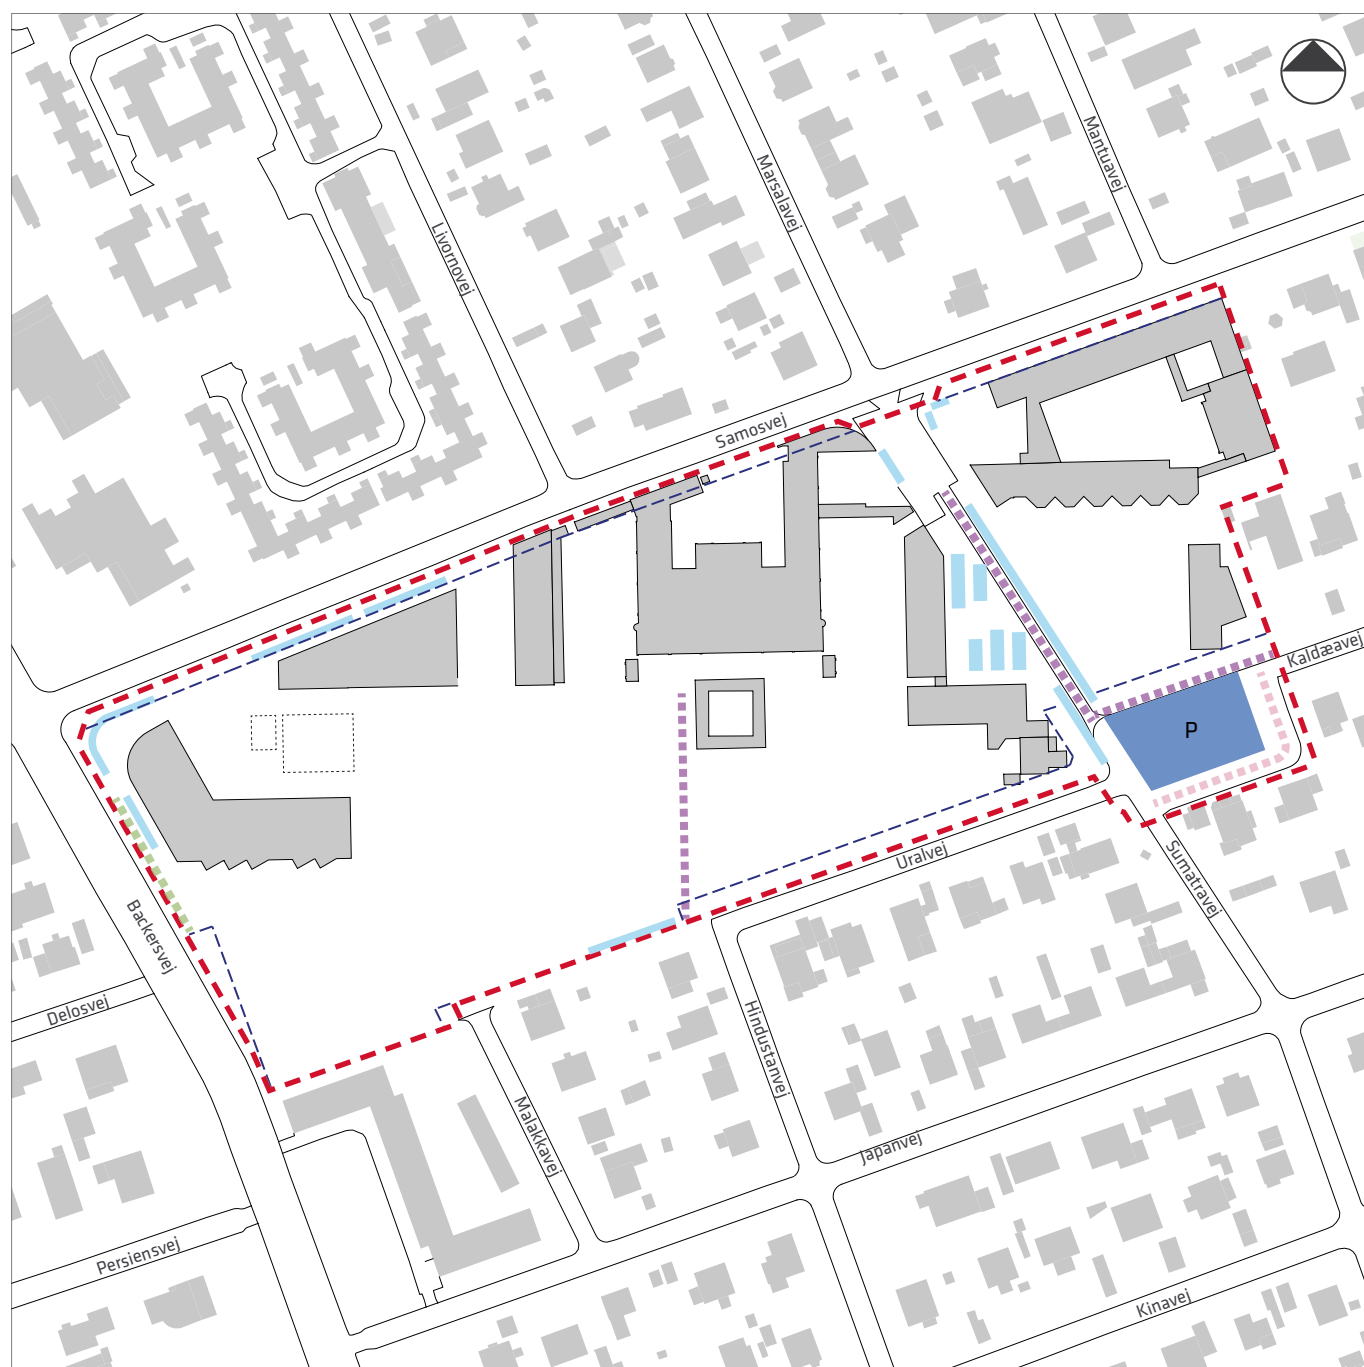 Mantuavej
Marsalavej
Livornovej
Samosvej
Kaldæavej
P
Uralvej
Sumatravej
Backersvej
Delosvej
Hindustanvej
Malakkavej
Japanvej
Persiensvej
Kinavej